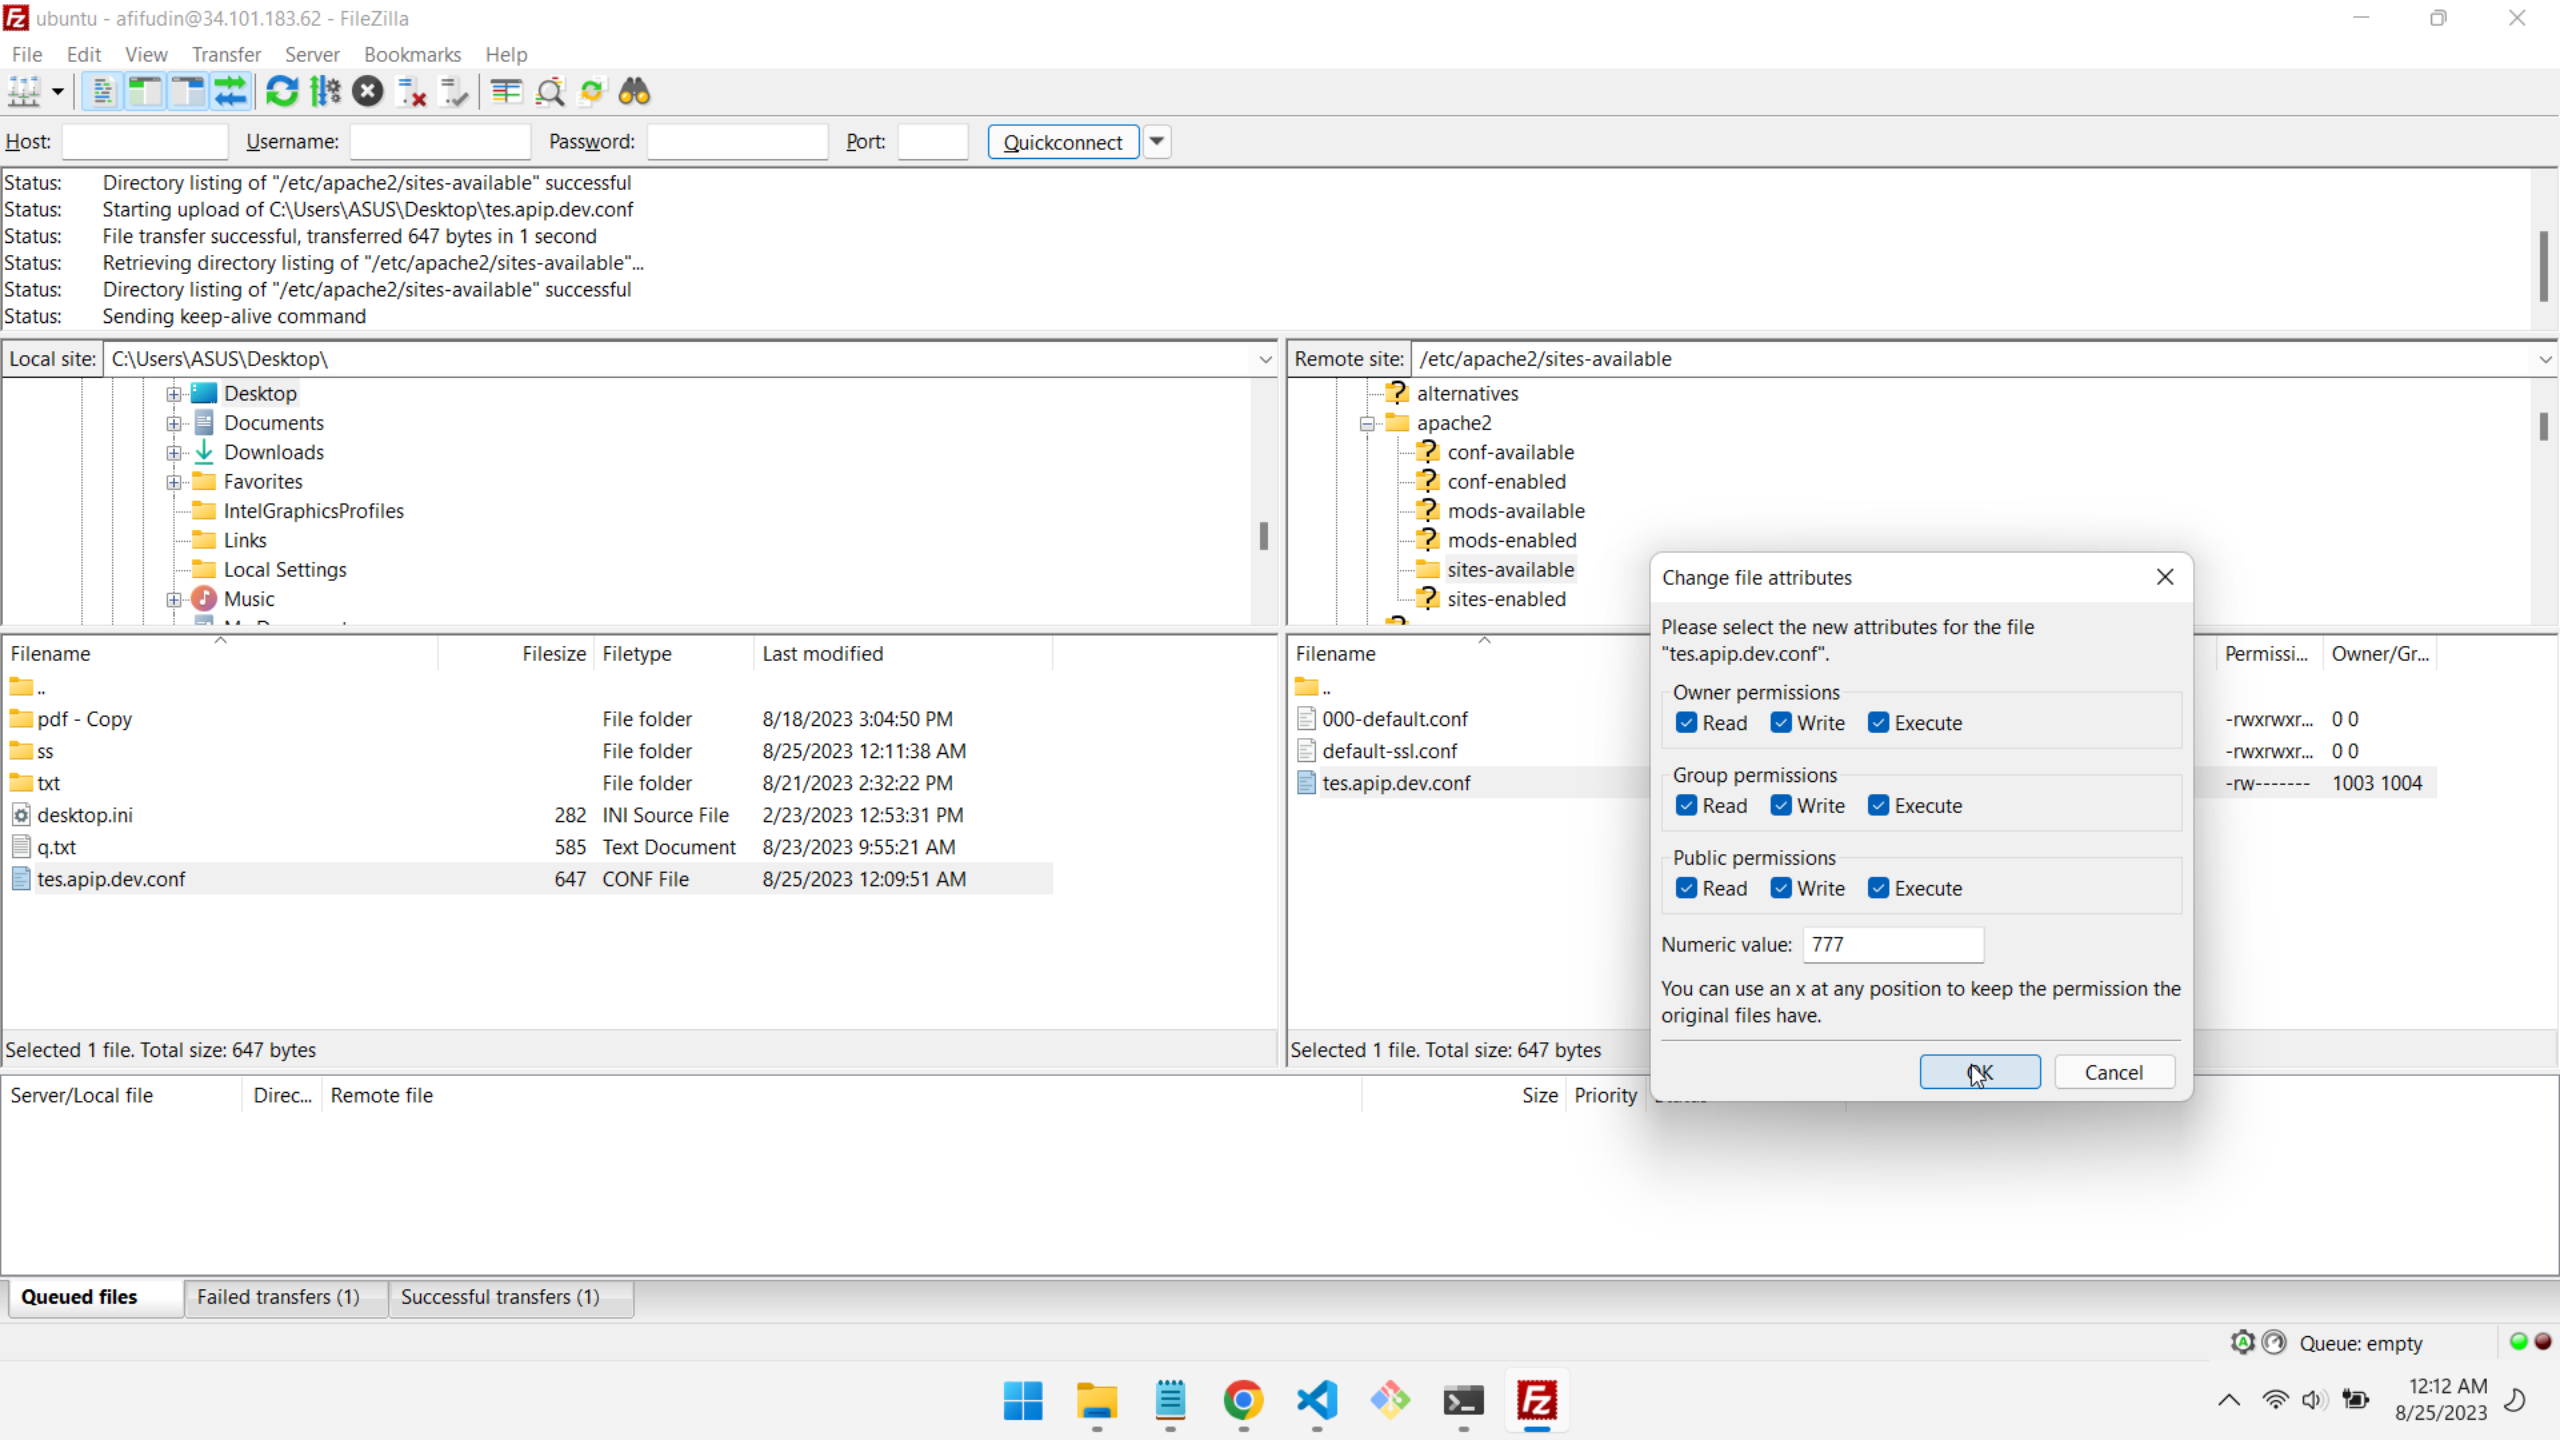 ubuntu - afifudin@34.101.183.62 - FileZilla
File Edit View Transfer Server Bookmarks Help
Host: Username: Password: Port: Quickconnect
Status: Directory listing of "/etc/apache2/sites-available" successful
Status: Starting upload of C:\Users\ASUS\Desktop\tes.apip.dev.conf
Status: File transfer successful, transferred 647 bytes in 1 second
Status: Retrieving directory listing of "/etc/apache2/sites-available"...
Status: Directory listing of "/etc/apache2/sites-available" successful
Status: Sending keep-alive command
Local site: C:\Users\ASUS\Desktop\
Desktop
Documents
Downloads
Favorites
IntelGraphicsProfiles
Links
Local Settings
Music
Remote site: /etc/apache2/sites-available
alternatives
apache2
conf-available
conf-enabled
mods-available
mods-enabled
sites-available
sites-enabled
Filename Filesize Filetype Last modified
..
pdf - Copy File folder 8/18/2023 3:04:50 PM
ss File folder 8/25/2023 12:11:38 AM
txt File folder 8/21/2023 2:32:22 PM
desktop.ini 282 INI Source File 2/23/2023 12:53:31 PM
q.txt 585 Text Document 8/23/2023 9:55:21 AM
tes.apip.dev.conf 647 CONF File 8/25/2023 12:09:51 AM
Selected 1 file. Total size: 647 bytes
Filename Permissi... Owner/Gr...
..
000-default.conf -rwxrwxr... 0 0
default-ssl.conf -rwxrwxr... 0 0
tes.apip.dev.conf -rw------- 1003 1004
Selected 1 file. Total size: 647 bytes
Change file attributes
Please select the new attributes for the file
"tes.apip.dev.conf".
Owner permissions
Read Write Execute
Group permissions
Read Write Execute
Public permissions
Read Write Execute
Numeric value: 777
You can use an x at any position to keep the permission the
original files have.
OK Cancel
Server/Local file Direc... Remote file Size Priority
Queued files Failed transfers (1) Successful transfers (1)
Queue: empty
12:12 AM
8/25/2023